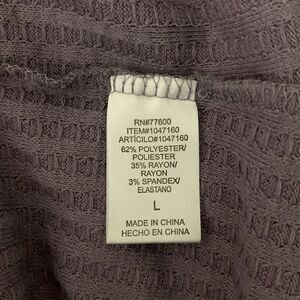 RN#77600
ITEM#1047160
ARTÍCILO#1047160
62% POLYESTER/
POLIESTER
35% RAYON/
RAYON
3% SPANDEX/
ELASTANO
L
MADE IN CHINA
HECHO EN CHINA